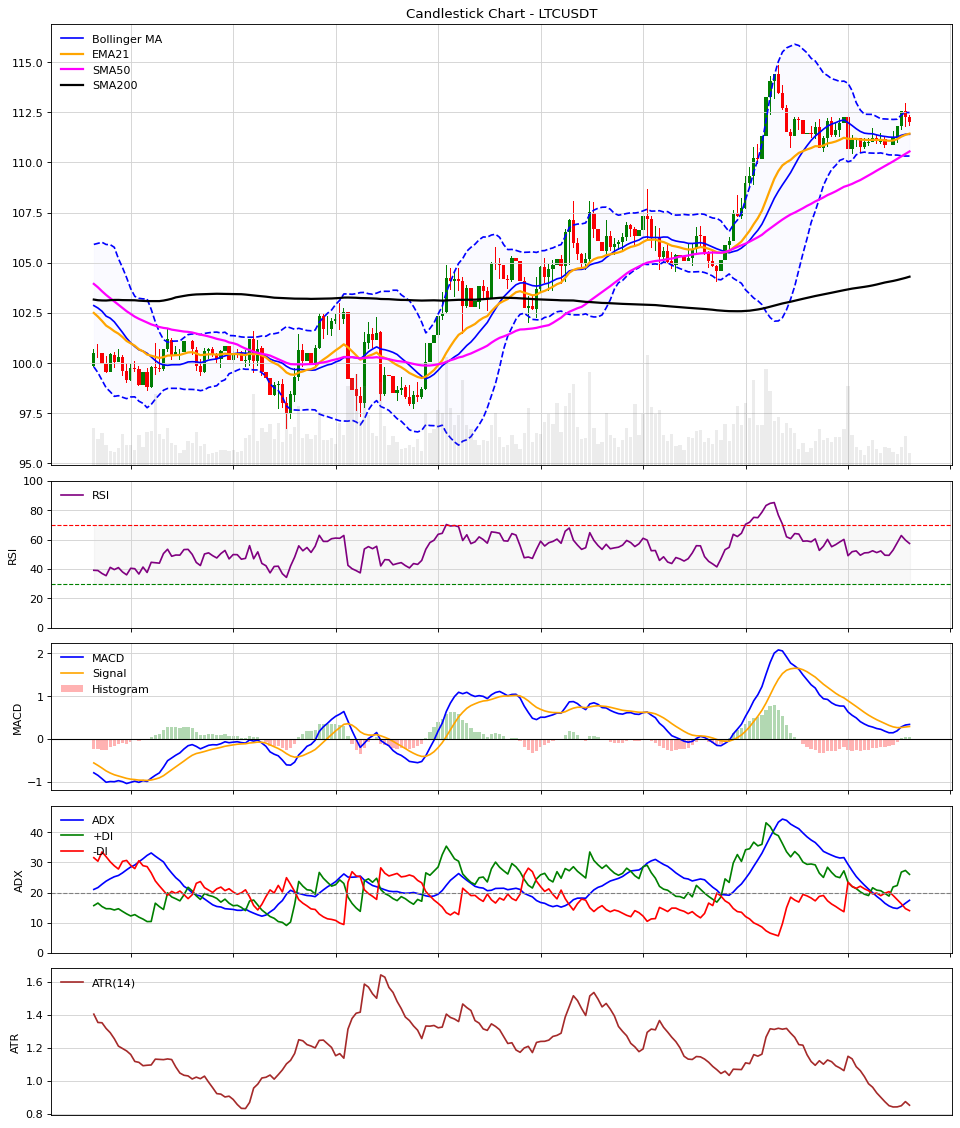 Candlestick Chart - LTCUSDT
Bollinger MA
EMA21
SMA50
SMA200
115.0
112.5
110.0
107.5
105.0
102.5
100.0
97.5
95.0
RSI
RSI
100
80
60
40
20
0
MACD
Signal
Histogram
MACD
2
1
0
−1
ADX
+DI
-DI
ADX
40
30
20
10
0
ATR(14)
ATR
1.6
1.4
1.2
1.0
0.8